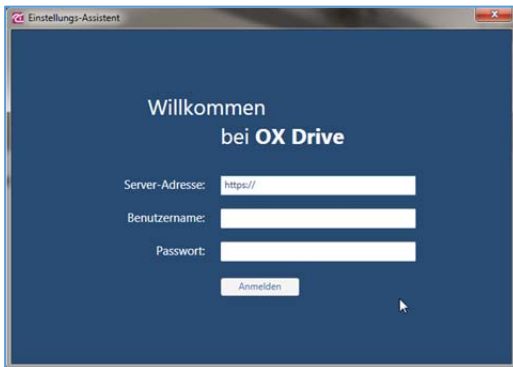 Einstellungs-Assistent
Willkommen
bei OX Drive
Server-Adresse: https://
Benutzername:
Passwort:
Anmelden